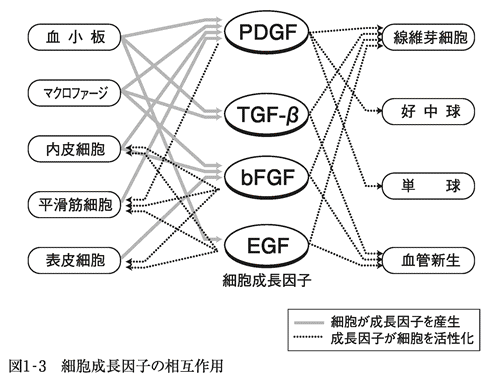 血小板
マクロファージ
内皮細胞
平滑筋細胞
表皮細胞
PDGF
TGF-β
bFGF
EGF
細胞成長因子
線維芽細胞
好中球
単球
血管新生
細胞が成長因子を産生
成長因子が細胞を活性化
図1-3 細胞成長因子の相互作用